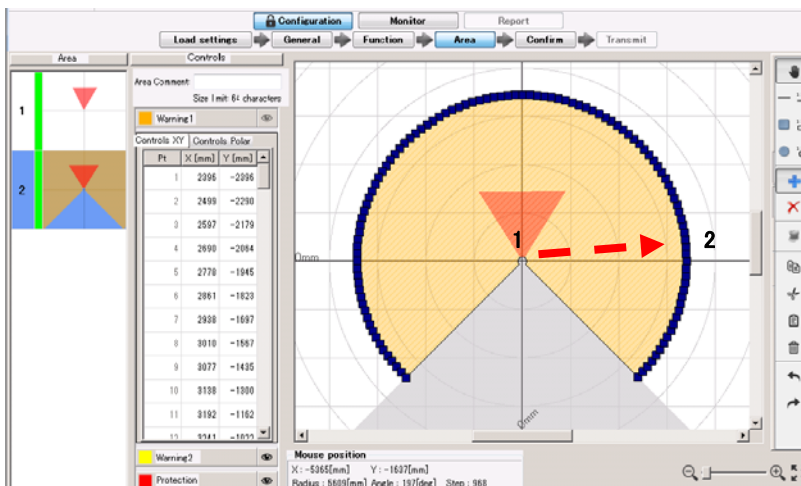 Configuration Monitor Report
Load settings General Function Area Confirm Transmit
Area
Controls
1
2
Area Comment:
Size limit: 64 characters
Warning1
Controls XY Controls Polar
Pt X [mm] Y [mm]
1 2396 -2396
2 2499 -2290
3 2597 -2179
4 2690 -2064
5 2778 -1945
6 2861 -1823
7 2938 -1697
8 3010 -1567
9 3077 -1435
10 3138 -1300
11 3192 -1162
12 3241 -1022
Warning2
Protection
0mm
1
2
0mm
Mouse position
X:-5365[mm] Y:-1637[mm]
Radius : 5609[mm] Angle : 197[deg] Step : 968